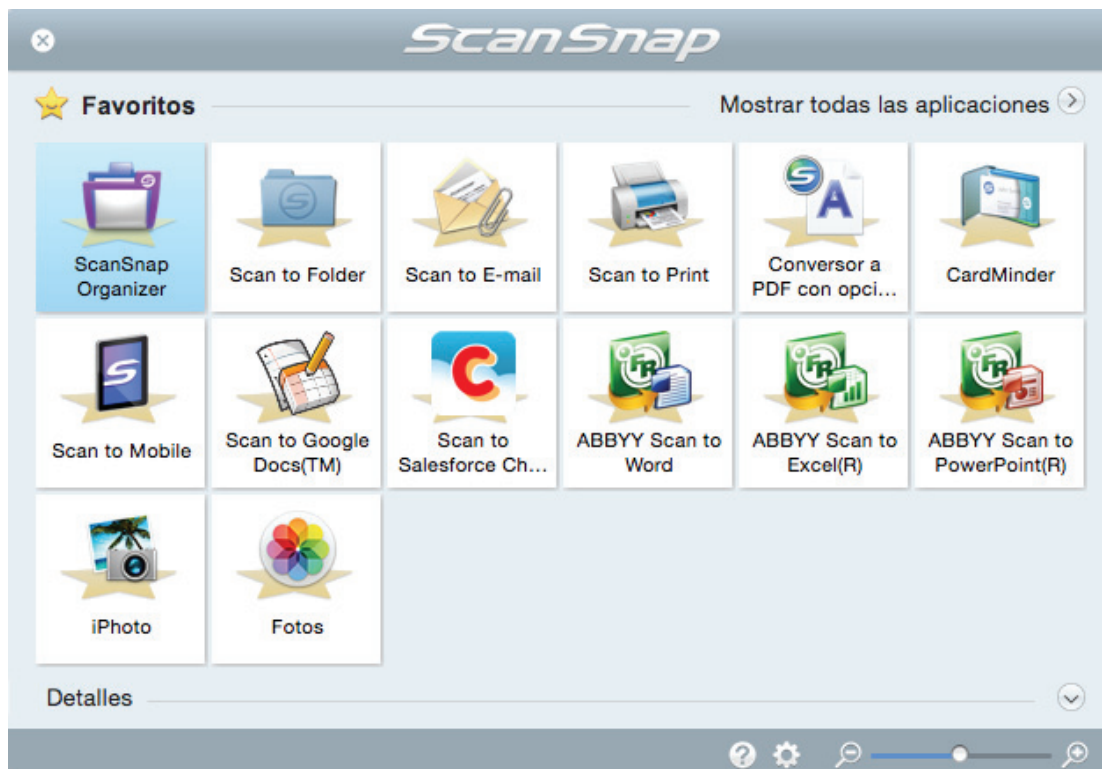 ScanSnap
Favoritos
Mostrar todas las aplicaciones
ScanSnap
Organizer
Scan to Folder
Scan to E-mail
Scan to Print
Conversor a
PDF con opci...
CardMinder
Scan to Mobile
Scan to Google
Docs(TM)
Scan to
Salesforce Ch...
ABBYY Scan to
Word
ABBYY Scan to
Excel(R)
ABBYY Scan to
PowerPoint(R)
iPhoto
Fotos
Detalles